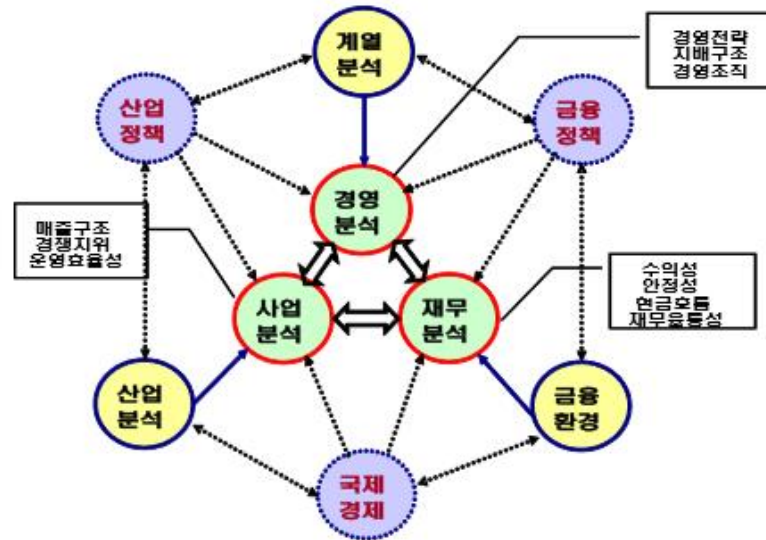 계열
분석
경영전략
지배구조
경영조직
산업
정책
금융
정책
경영
분석
매출구조
경쟁지위
운영효율성
수익성
안정성
현금흐름
재무융통성
사업
분석
재무
분석
산업
분석
금융
환경
국제
경제